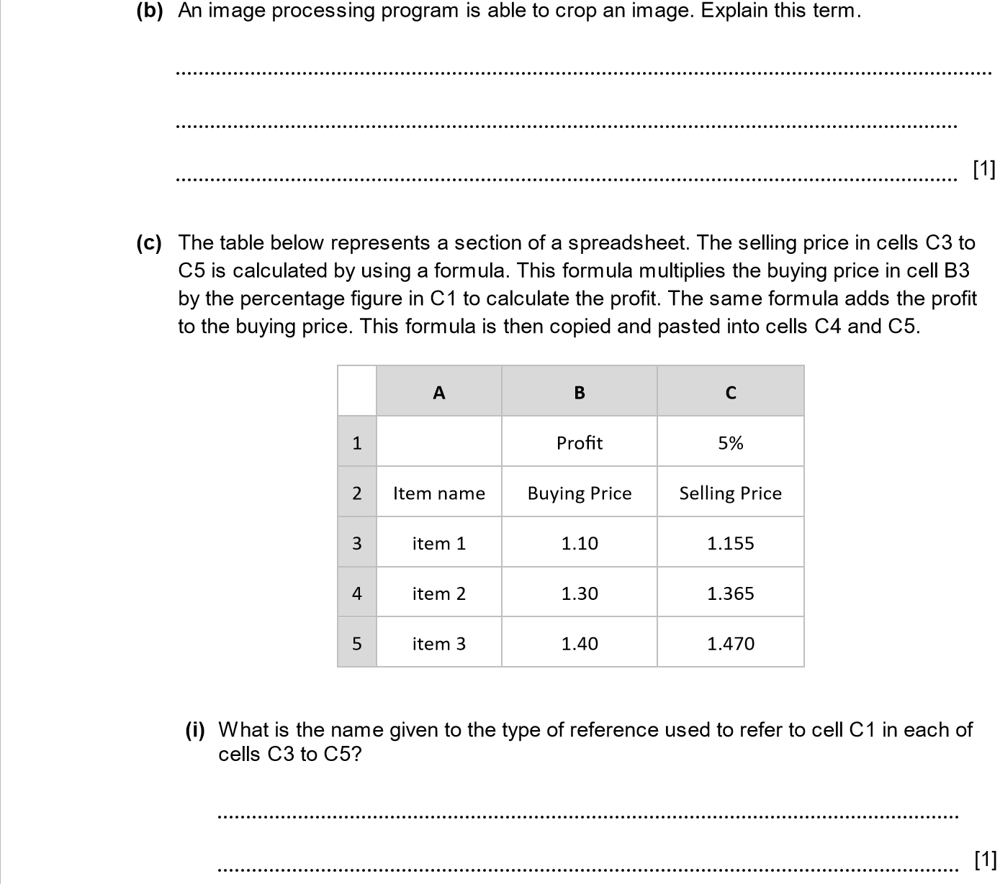 (b) An image processing program is able to crop an image. Explain this term.
[1]
(c) The table below represents a section of a spreadsheet. The selling price in cells C3 to
C5 is calculated by using a formula. This formula multiplies the buying price in cell B3
by the percentage figure in C1 to calculate the profit. The same formula adds the profit
to the buying price. This formula is then copied and pasted into cells C4 and C5.
A B C
1 Profit 5%
2 Item name Buying Price Selling Price
3 item 1 1.10 1.155
4 item 2 1.30 1.365
5 item 3 1.40 1.470
(i) What is the name given to the type of reference used to refer to cell C1 in each of
cells C3 to C5?
[1]